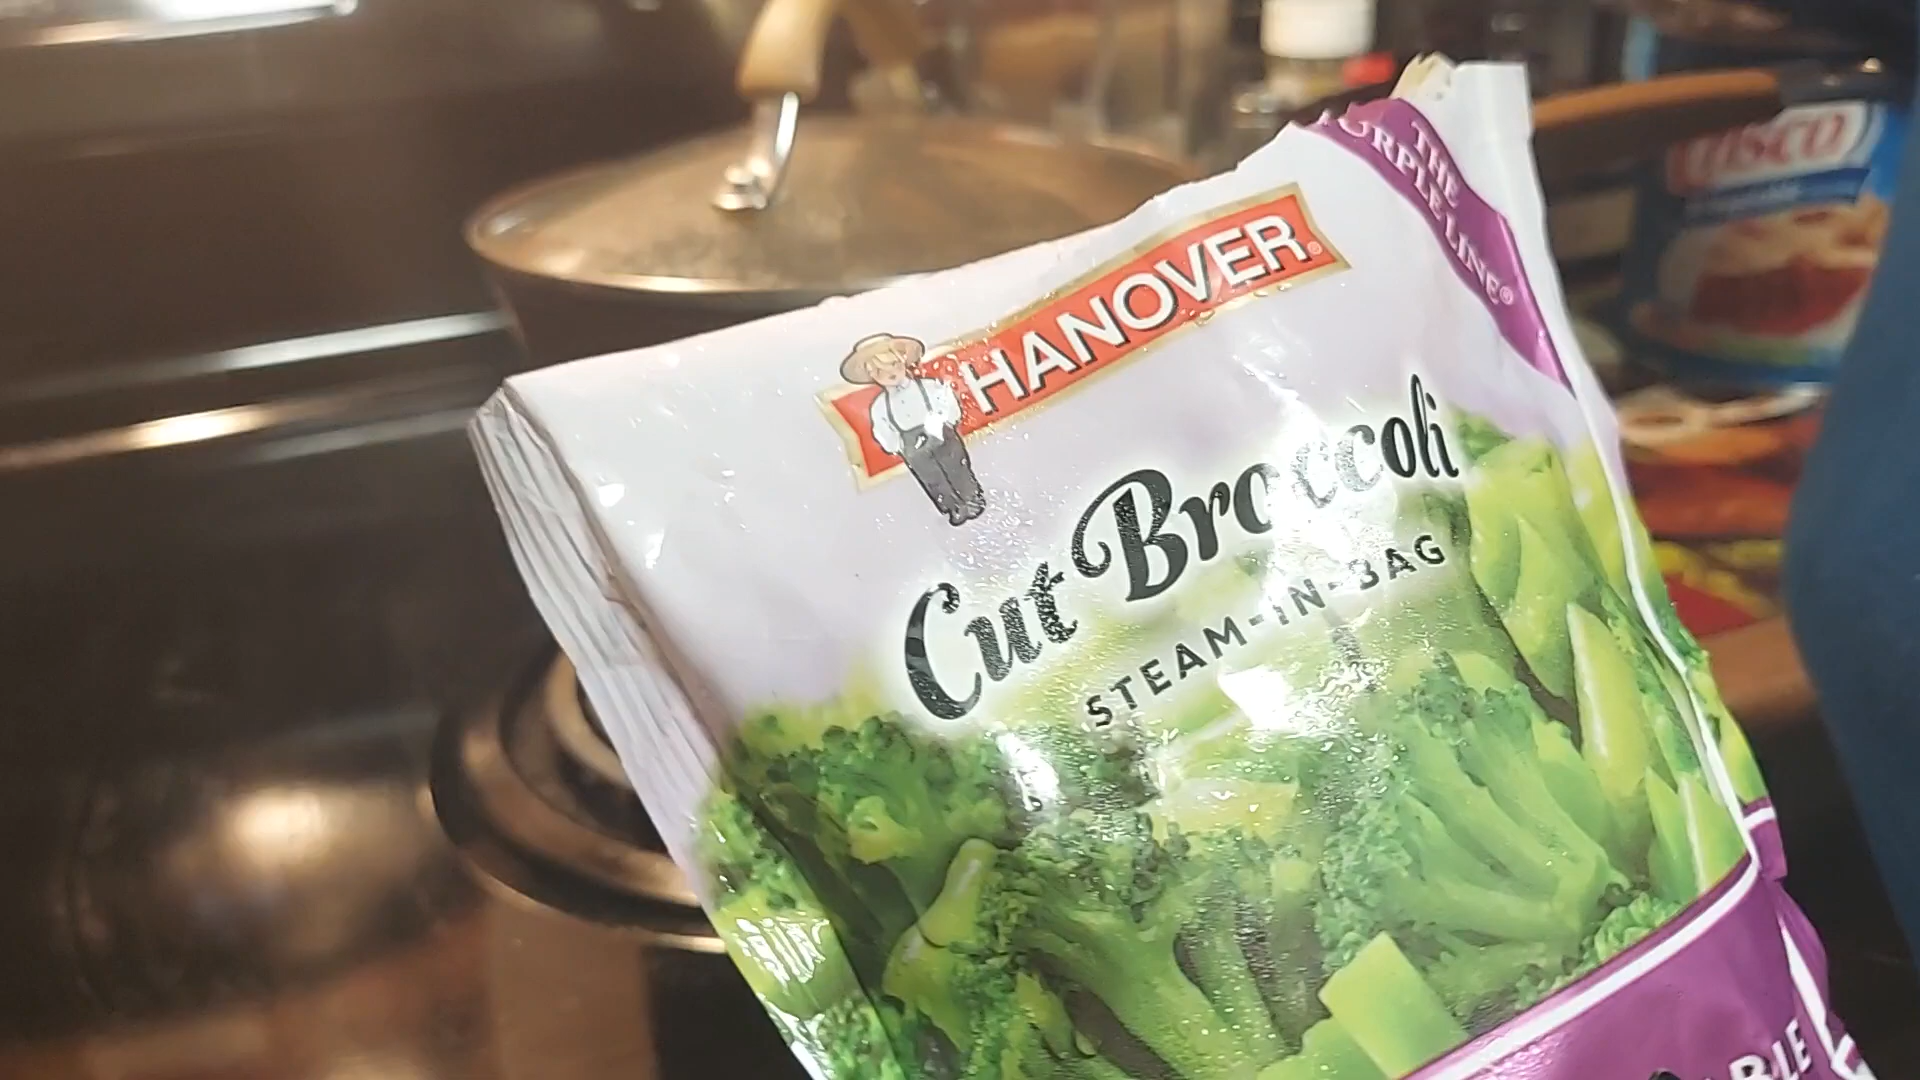 THE
PURPLE LINE®
HANOVER®
Cut Broccoli
STEAM-IN-BAG